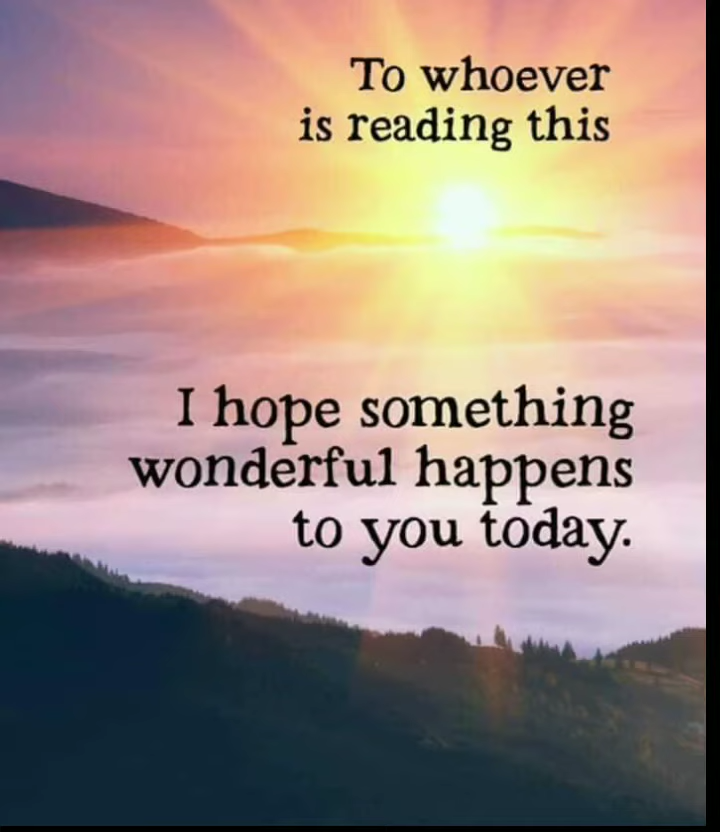 To whoever
is reading this
I hope something
wonderful happens
to you today.